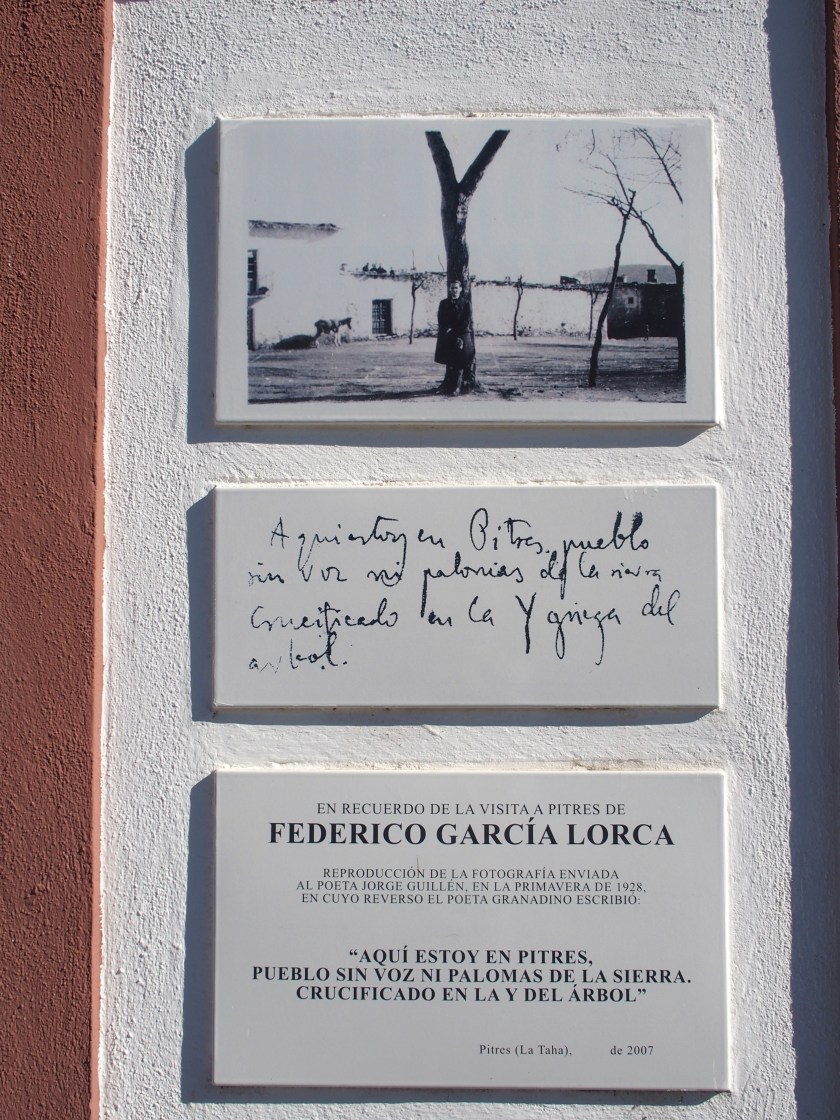 Aquí estoy en Pitres, pueblo
sin voz ni palomas de la sierra
Crucificado en la Y griega del
arbol.
EN RECUERDO DE LA VISITA A PITRES DE
FEDERICO GARCÍA LORCA
REPRODUCCIÓN DE LA FOTOGRAFÍA ENVIADA
AL POETA JORGE GUILLÉN, EN LA PRIMAVERA DE 1928,
EN CUYO REVERSO EL POETA GRANADINO ESCRIBIÓ:
“AQUÍ ESTOY EN PITRES,
PUEBLO SIN VOZ NI PALOMAS DE LA SIERRA.
CRUCIFICADO EN LA Y DEL ÁRBOL”
Pitres (La Taha), de 2007